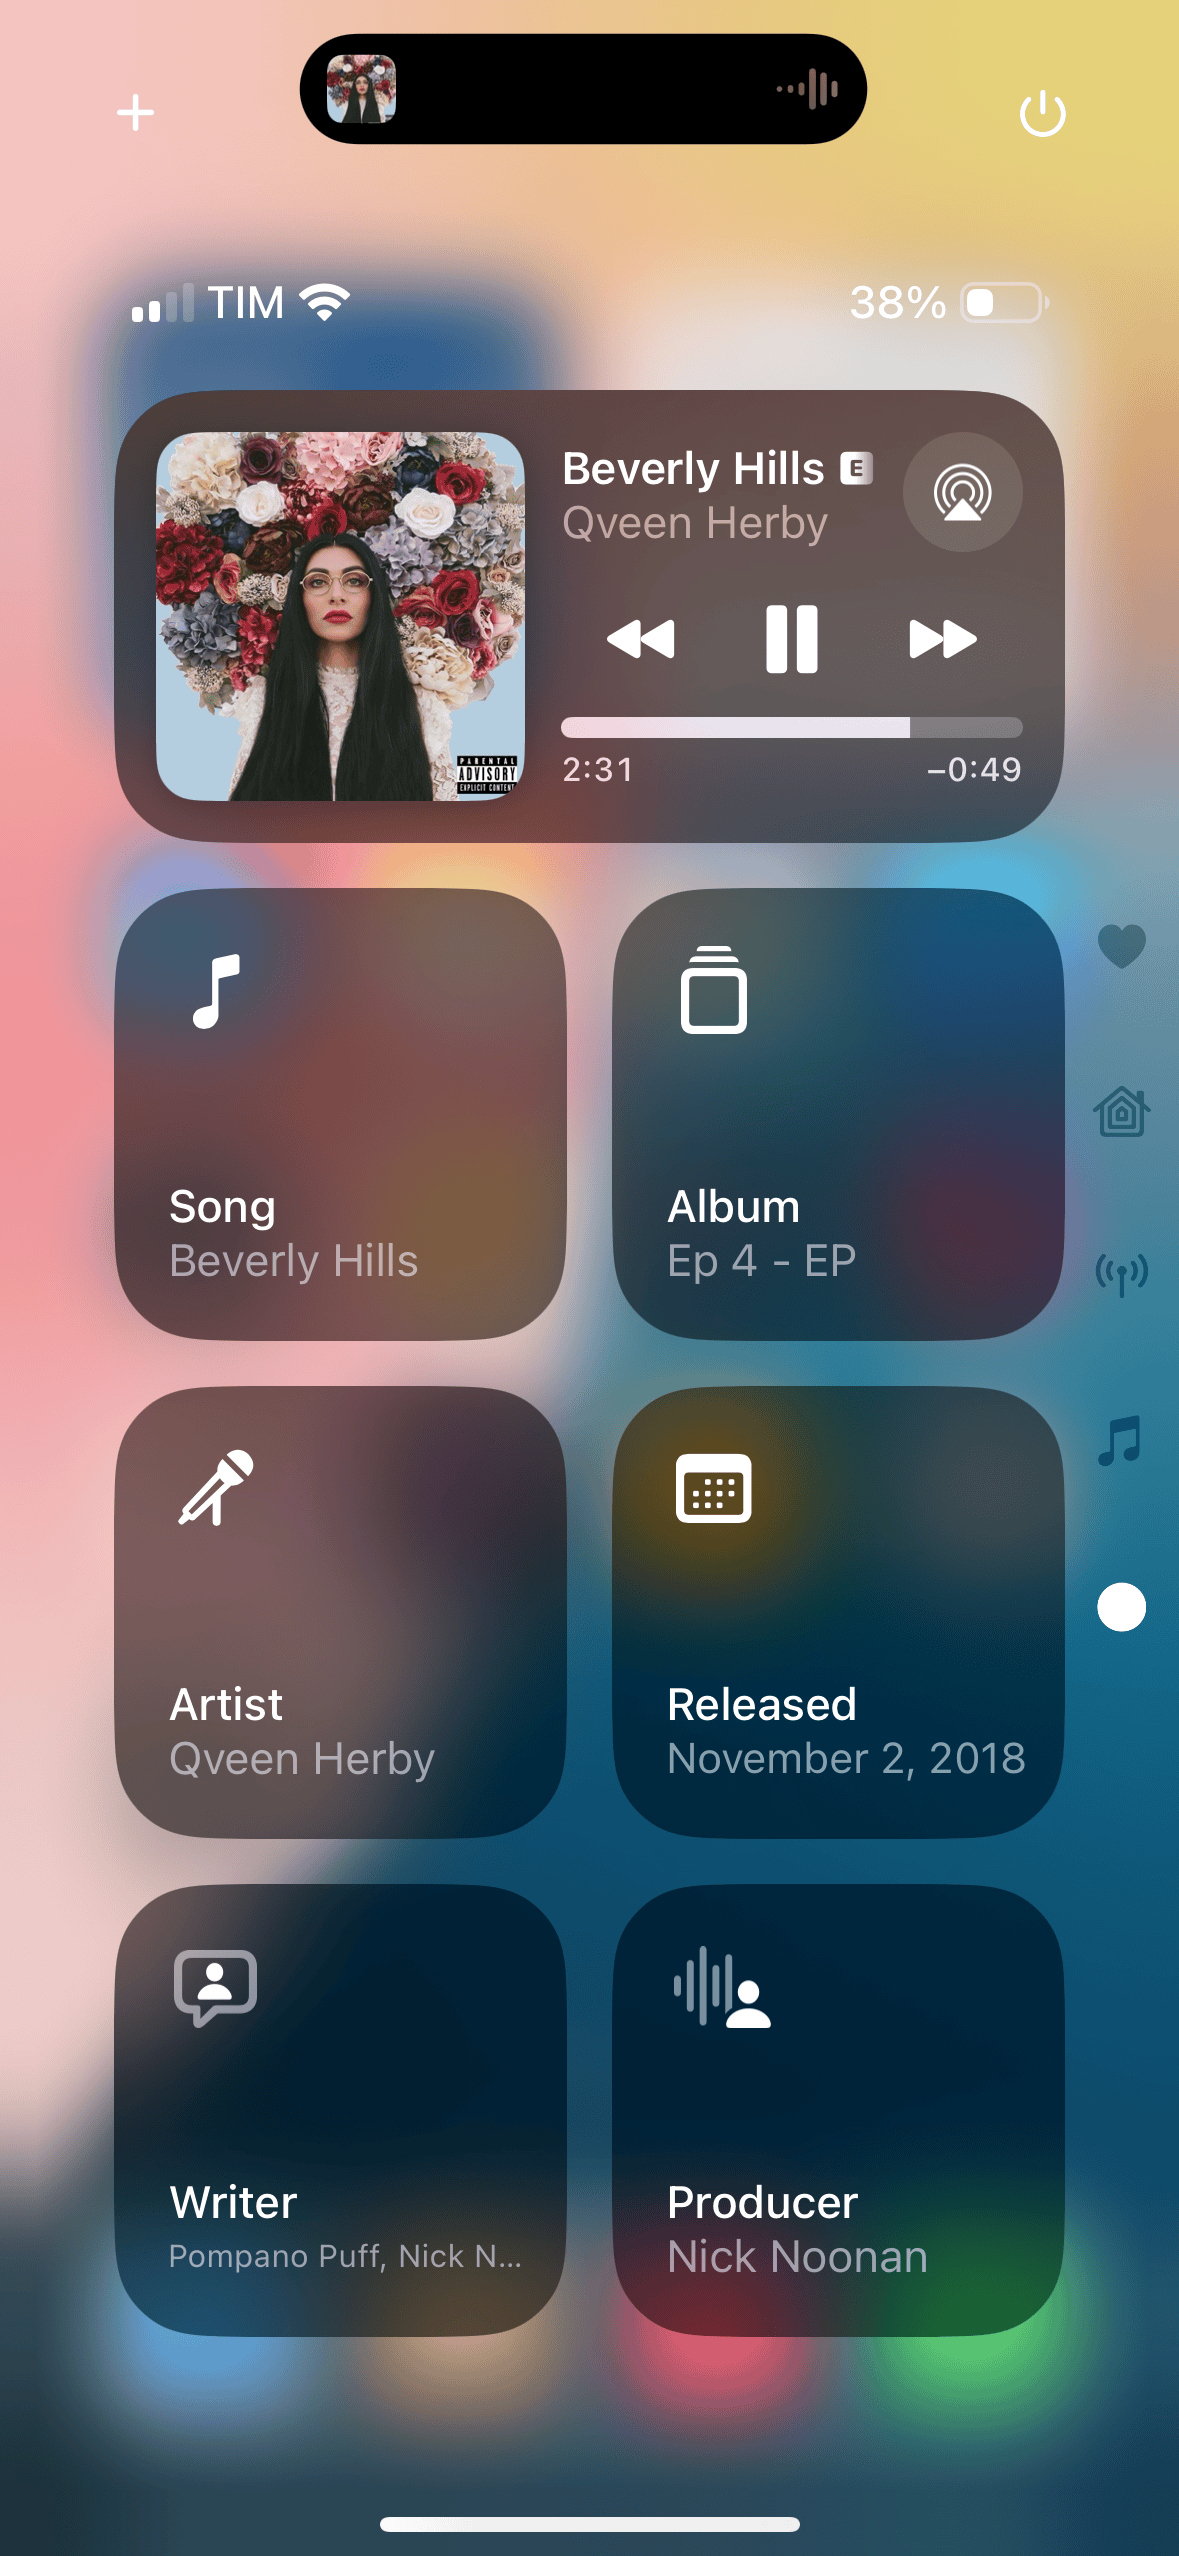 TIM 38%
Beverly Hills E
Qveen Herby
PARENTAL
ADVISORY
EXPLICIT CONTENT
2:31 –0:49
Song
Beverly Hills
Album
Ep 4 - EP
Artist
Qveen Herby
Released
November 2, 2018
Writer
Pompano Puff, Nick N...
Producer
Nick Noonan